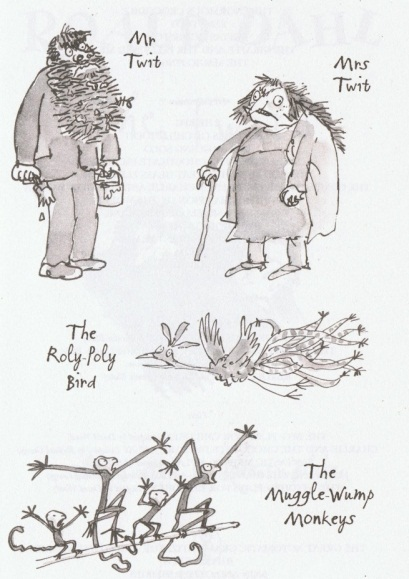 Mr
Twit
Mrs
Twit
The
Roly-Poly
Bird
The
Muggle-Wump
Monkeys